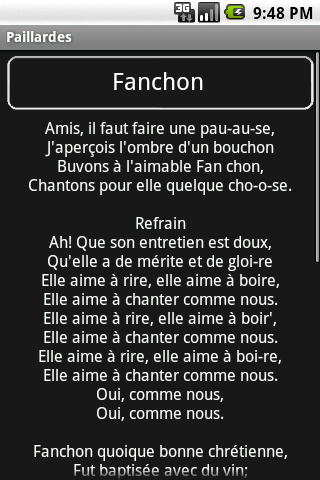 3G 9:48 PM
Paillardes
Fanchon
Amis, il faut faire une pau-au-se,
J'aperçois l'ombre d'un bouchon
Buvons à l'aimable Fan chon,
Chantons pour elle quelque cho-o-se.
Refrain
Ah! Que son entretien est doux,
Qu'elle a de mérite et de gloi-re
Elle aime à rire, elle aime à boire,
Elle aime à chanter comme nous.
Elle aime à rire, elle aime à boir',
Elle aime à chanter comme nous.
Elle aime à rire, elle aime à boi-re,
Elle aime à chanter comme nous.
Oui, comme nous,
Oui, comme nous.
Fanchon quoique bonne chrétienne,
Fut baptisée avec du vin;